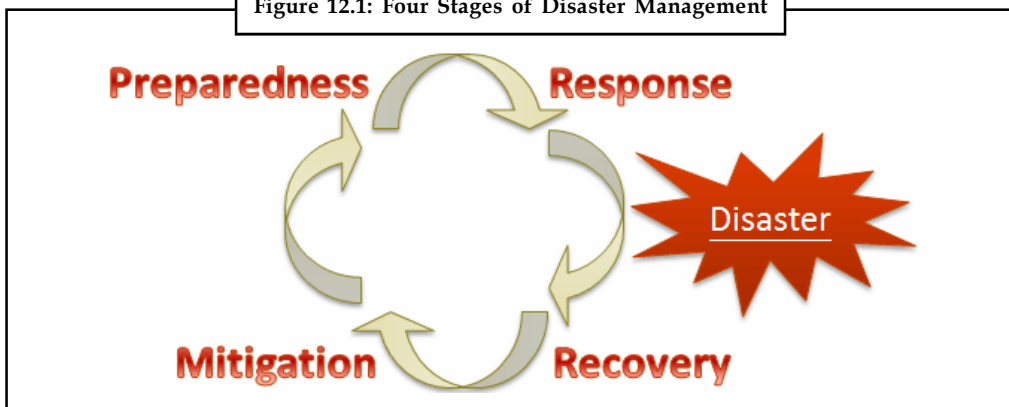 Figure 12.1: Four Stages of Disaster Management
Preparedness
Response
Disaster
Mitigation
Recovery